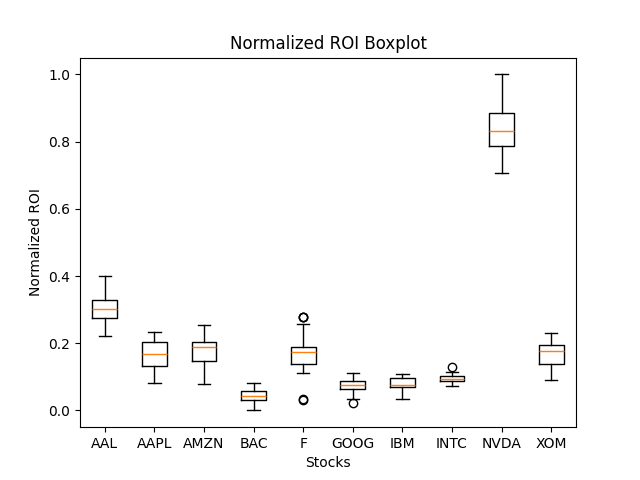 Normalized ROI Boxplot
Normalized ROI
1.0
0.8
0.6
0.4
0.2
0.0
AAL AAPL AMZN BAC F GOOG IBM INTC NVDA XOM
Stocks